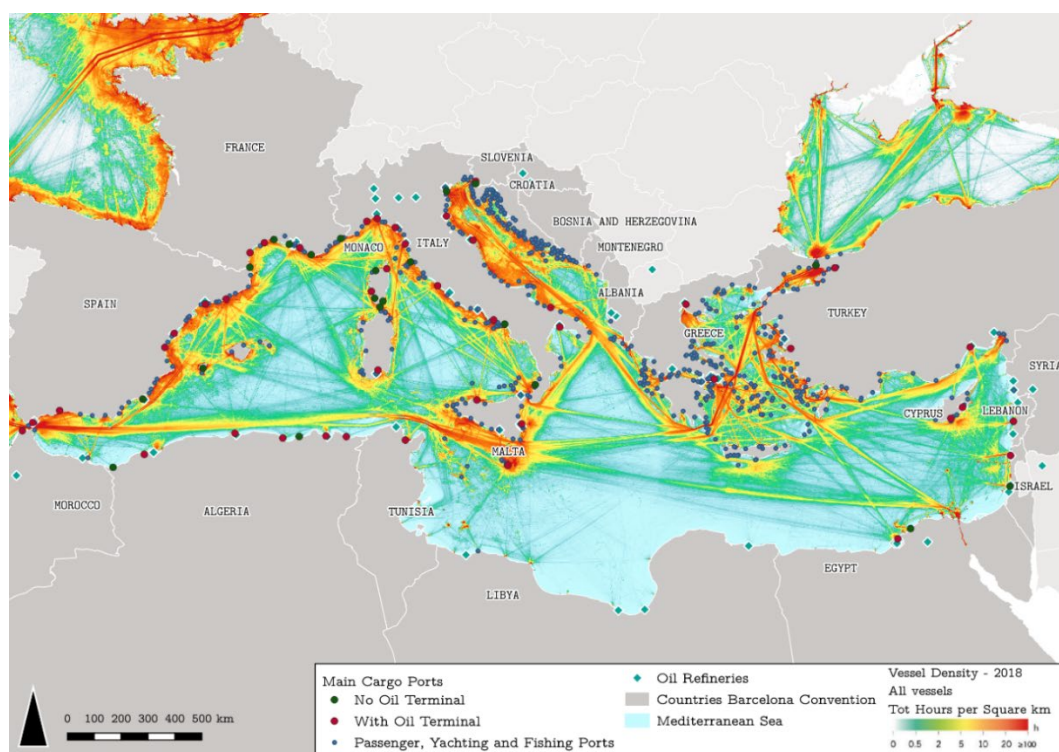 SLOVENIA
FRANCE
CROATIA
BOSNIA AND HERZEGOVINA
MONACO
ITALY
MONTENEGRO
SPAIN
ALBANIA
TURKEY
GREECE
SYRIA
CYPRUS
LEBANON
MALTA
ISRAEL
MOROCCO
ALGERIA
TUNISIA
EGYPT
LIBYA
Main Cargo Ports
No Oil Terminal
With Oil Terminal
Passenger, Yachting and Fishing Ports
Oil Refineries
Countries Barcelona Convention
Mediterranean Sea
Vessel Density - 2018
All vessels
Tot Hours per Square km
h
0 0.5 2 5 10 20 ≥100
0 100 200 300 400 500 km